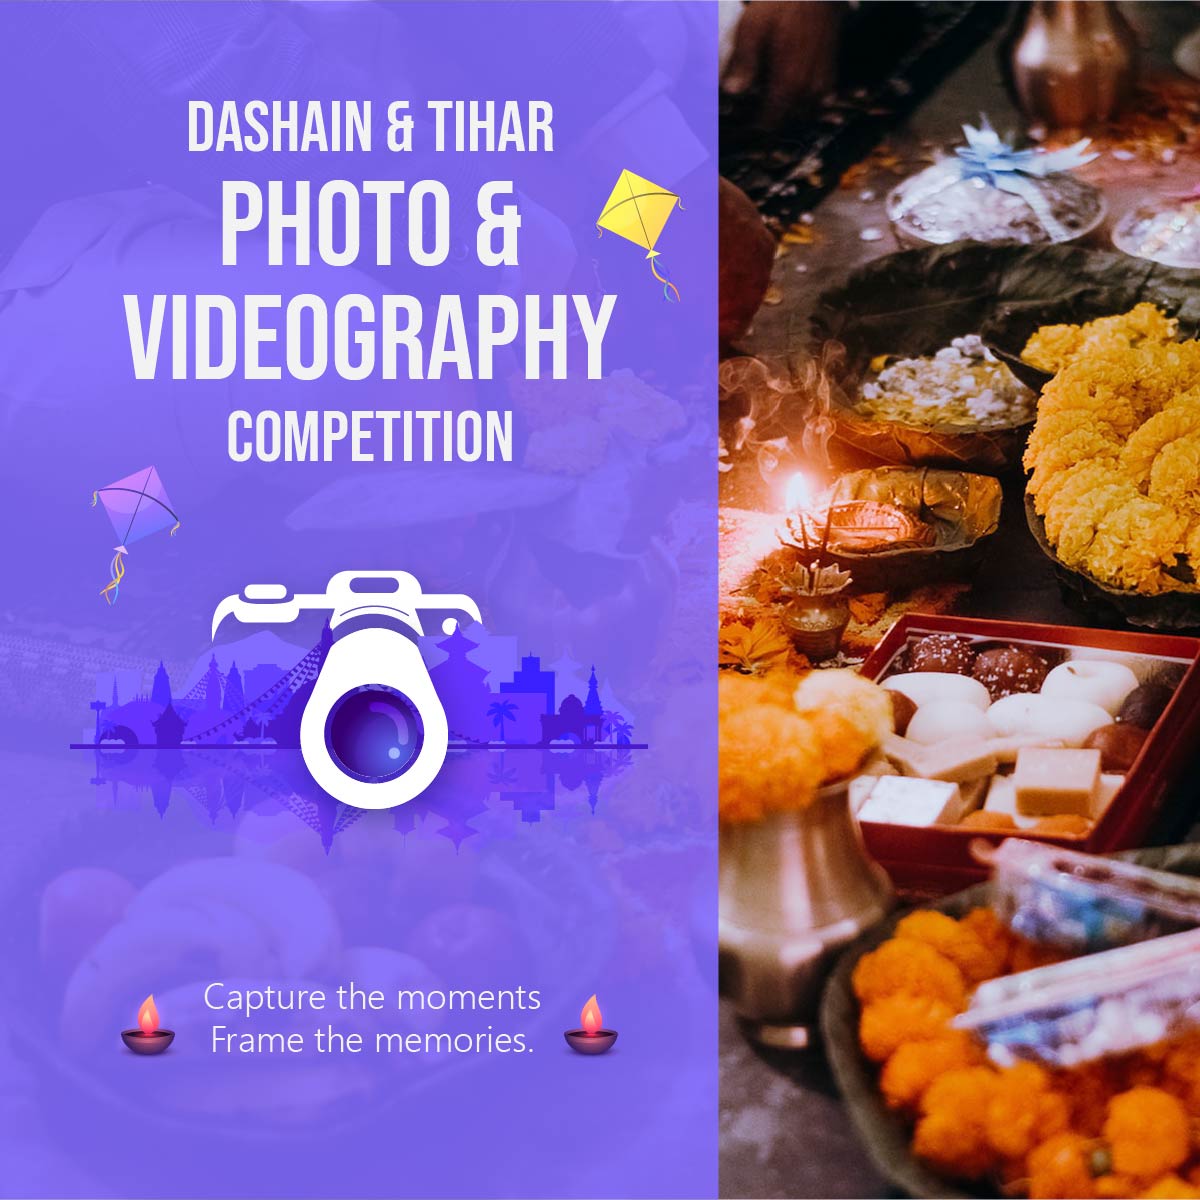 DASHAIN & TIHAR
PHOTO &
VIDEOGRAPHY
COMPETITION
Capture the moments
Frame the memories.